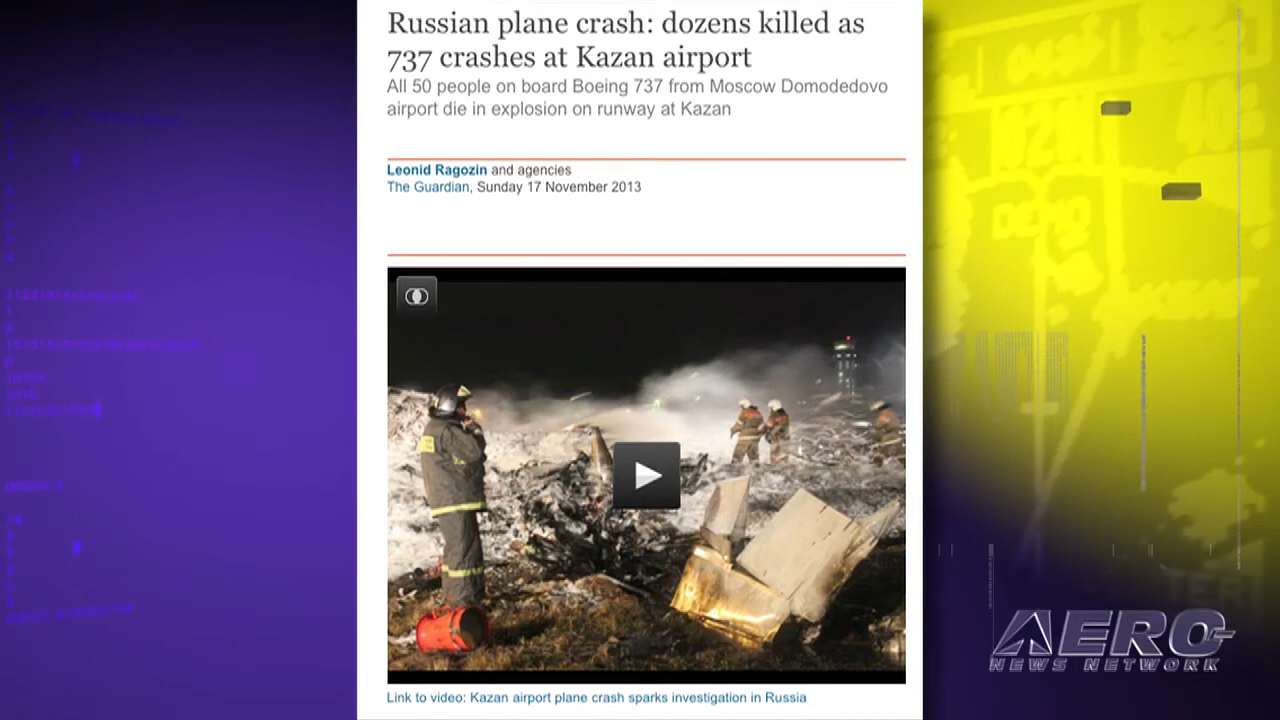 Russian plane crash: dozens killed as
737 crashes at Kazan airport
All 50 people on board Boeing 737 from Moscow Domodedovo
airport die in explosion on runway at Kazan
Leonid Ragozin and agencies
The Guardian, Sunday 17 November 2013
Link to video: Kazan airport plane crash sparks investigation in Russia
AERO
NEWS NETWORK